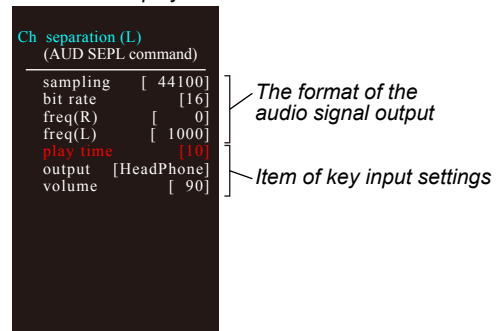 Ch separation (L)
(AUD SEPL command)
sampling [ 44100]
bit rate [16]
freq(R) [ 0]
freq(L) [ 1000]
play time [10]
output [HeadPhone]
volume [ 90]
The format of the
audio signal output
Item of key input settings